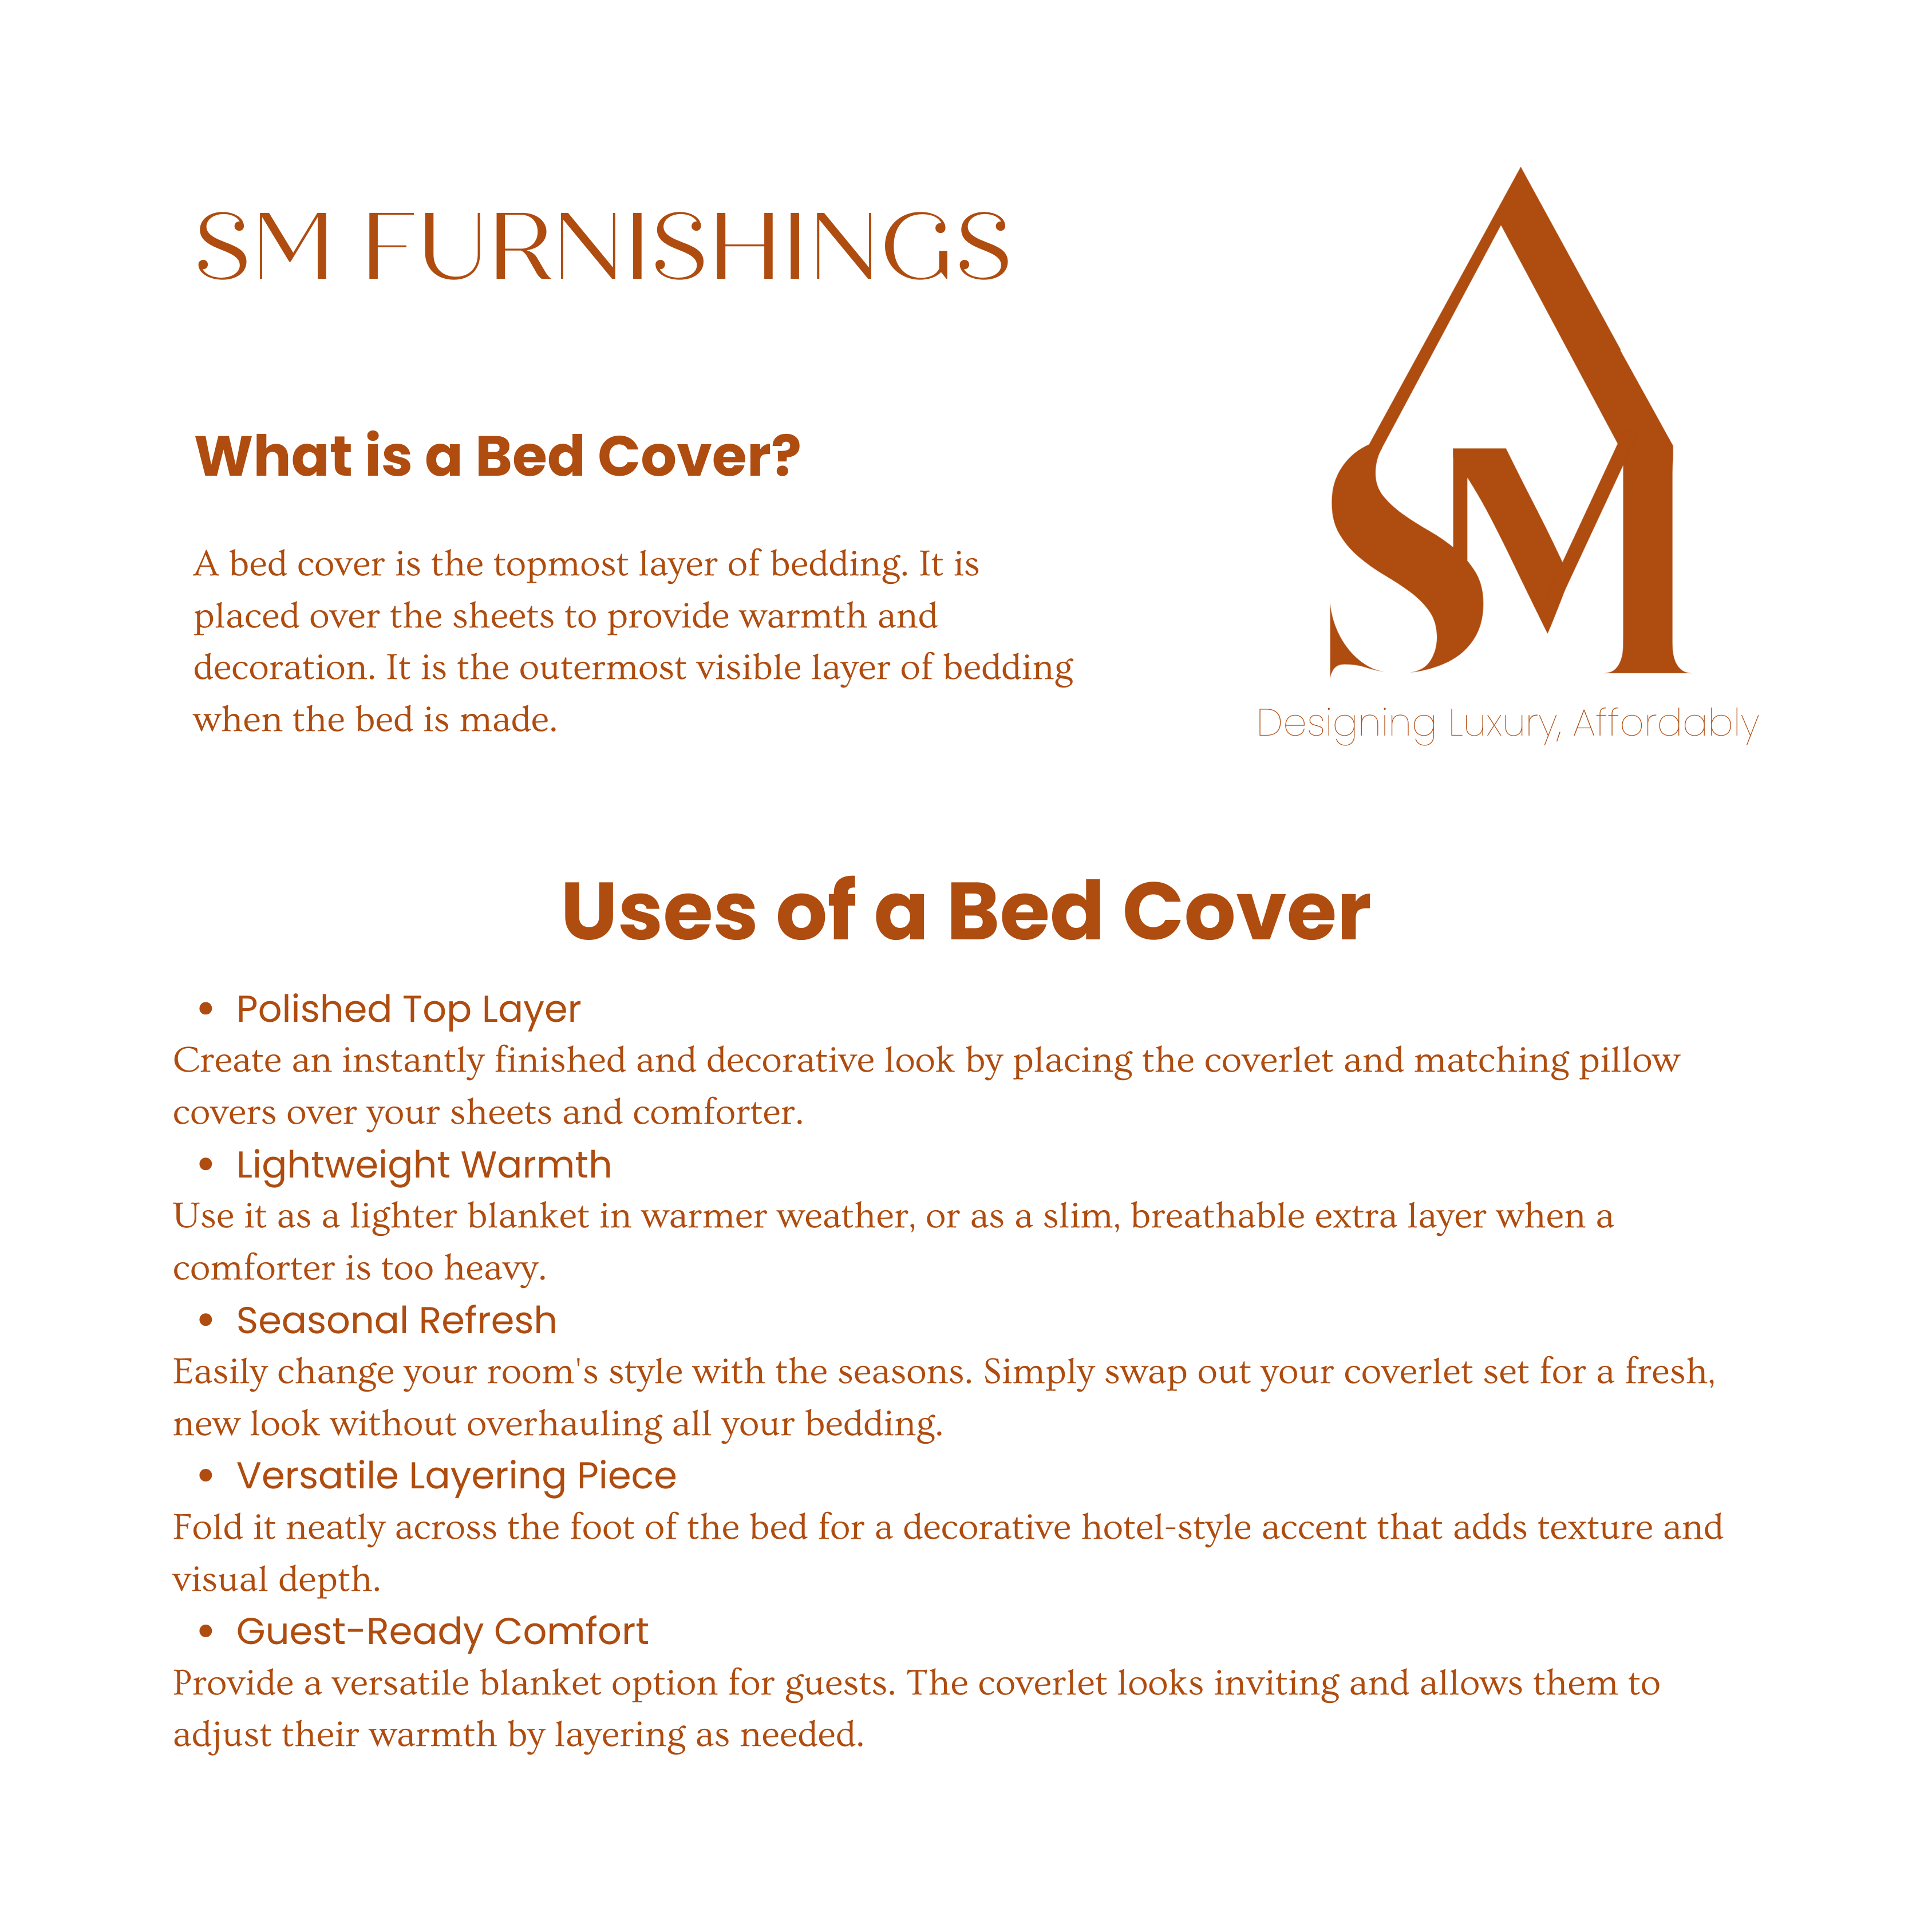 SM FURNISHINGS
What is a Bed Cover?
A bed cover is the topmost layer of bedding. It is
placed over the sheets to provide warmth and
decoration. It is the outermost visible layer of bedding
when the bed is made.
SM
Designing Luxury, Affordably
Uses of a Bed Cover
• Polished Top Layer
Create an instantly finished and decorative look by placing the coverlet and matching pillow
covers over your sheets and comforter.
• Lightweight Warmth
Use it as a lighter blanket in warmer weather, or as a slim, breathable extra layer when a
comforter is too heavy.
• Seasonal Refresh
Easily change your room's style with the seasons. Simply swap out your coverlet set for a fresh,
new look without overhauling all your bedding.
• Versatile Layering Piece
Fold it neatly across the foot of the bed for a decorative hotel-style accent that adds texture and
visual depth.
• Guest-Ready Comfort
Provide a versatile blanket option for guests. The coverlet looks inviting and allows them to
adjust their warmth by layering as needed.